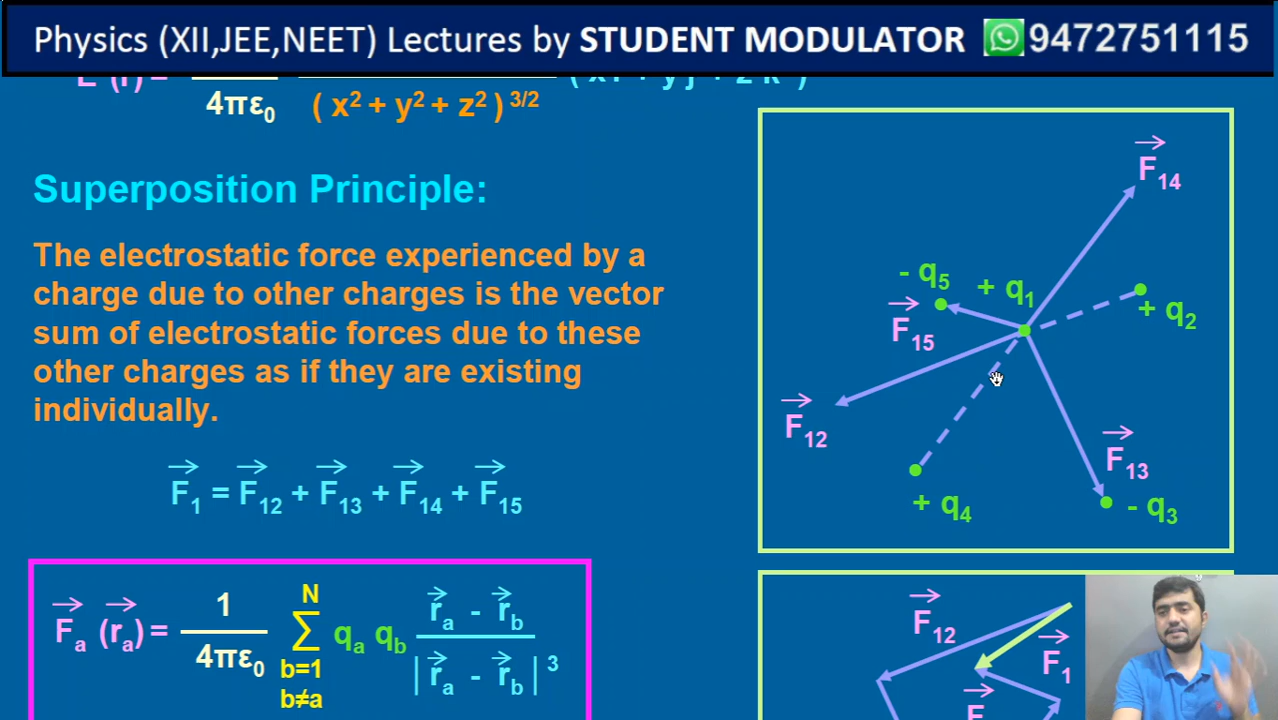 Physics (XII,JEE,NEET) Lectures by STUDENT MODULATOR 9472751115
E (r) =
4πε₀ ( x² + y² + z² ) ³/²
Superposition Principle:
The electrostatic force experienced by a
charge due to other charges is the vector
sum of electrostatic forces due to these
other charges as if they are existing
individually.
F₁ = F₁₂ + F₁₃ + F₁₄ + F₁₅
Fₐ (rₐ) = 1 / 4πε₀ N Σ b=1 b≠a qₐ q_b rₐ - r_b / | rₐ - r_b | ³
F₁₄
- q₅
+ q₁
+ q₂
F₁₅
F₁₂
F₁₃
+ q₄
- q₃
F₁₂
F₁
F